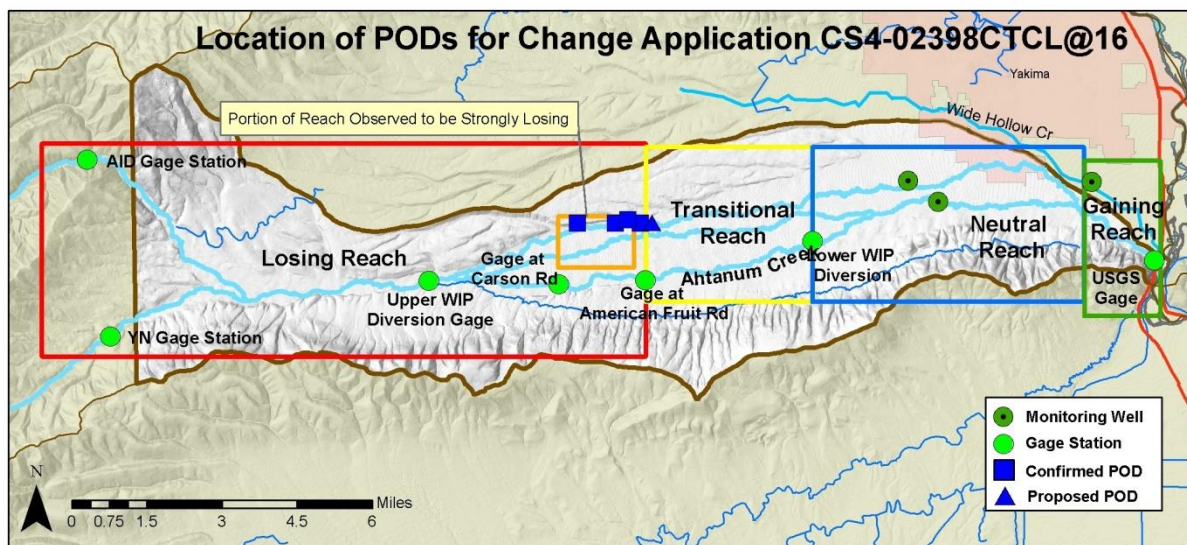 Location of PODs for Change Application CS4-02398CTCL@16
Yakima
Portion of Reach Observed to be Strongly Losing
Wide Hollow Cr
AID Gage Station
Losing Reach
Transitional
Reach
Neutral
Reach
Gaining
Reach
Gage at
Carson Rd
Ahtanum Creek
Lower WIP
Diversion
Upper WIP
Diversion Gage
Gage at
American Fruit Rd
USGS
Gage
YN Gage Station
Monitoring Well
Gage Station
Confirmed POD
Proposed POD
N
Miles
0 0.75 1.5 3 4.5 6